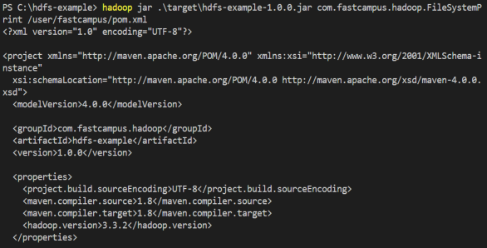 PS C:\hdfs-example> hadoop jar .\target\hdfs-example-1.0.0.jar com.fastcampus.hadoop.FileSystemP
rint /user/fastcampus/pom.xml
<?xml version="1.0" encoding="UTF-8"?>
<project xmlns="http://maven.apache.org/POM/4.0.0" xmlns:xsi="http://www.w3.org/2001/XMLSchema-in
stance"
xsi:schemaLocation="http://maven.apache.org/POM/4.0.0 http://maven.apache.org/xsd/maven-4.0.0.
xsd">
<modelVersion>4.0.0</modelVersion>
<groupId>com.fastcampus.hadoop</groupId>
<artifactId>hdfs-example</artifactId>
<version>1.0.0</version>
<properties>
<project.build.sourceEncoding>UTF-8</project.build.sourceEncoding>
<maven.compiler.source>1.8</maven.compiler.source>
<maven.compiler.target>1.8</maven.compiler.target>
<hadoop.version>3.3.2</hadoop.version>
</properties>